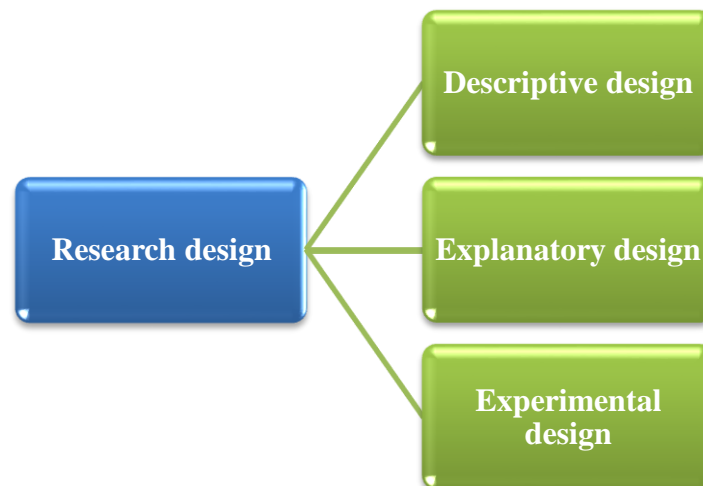 Descriptive design
Research design
Explanatory design
Experimental
design